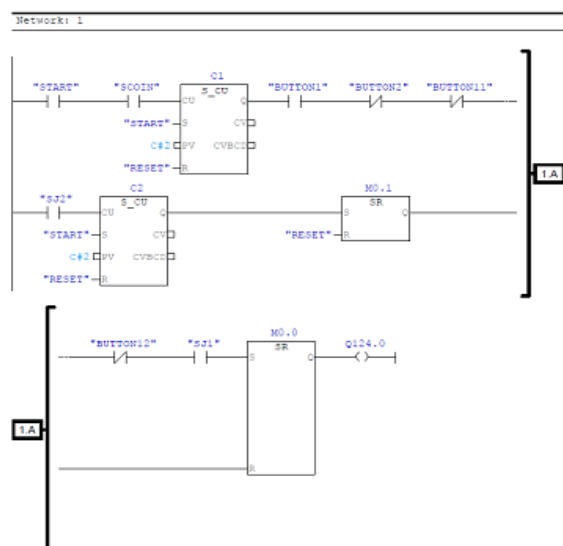 Network: 1
C1
"START" "SCOIN" S_CU "BUTTON1" "BUTTON2" "BUTTON11"
CU Q
"START" S CV
C#2 PV CVBCD
"RESET" R
1.A
"SJ2" C2 M0.1
S_CU SR
CU Q S Q
"START" S CV "RESET" R
C#2 PV CVBCD
"RESET" R
M0.0
"BUTTON12" "SJ1" SR Q124.0
S Q
1.A
R